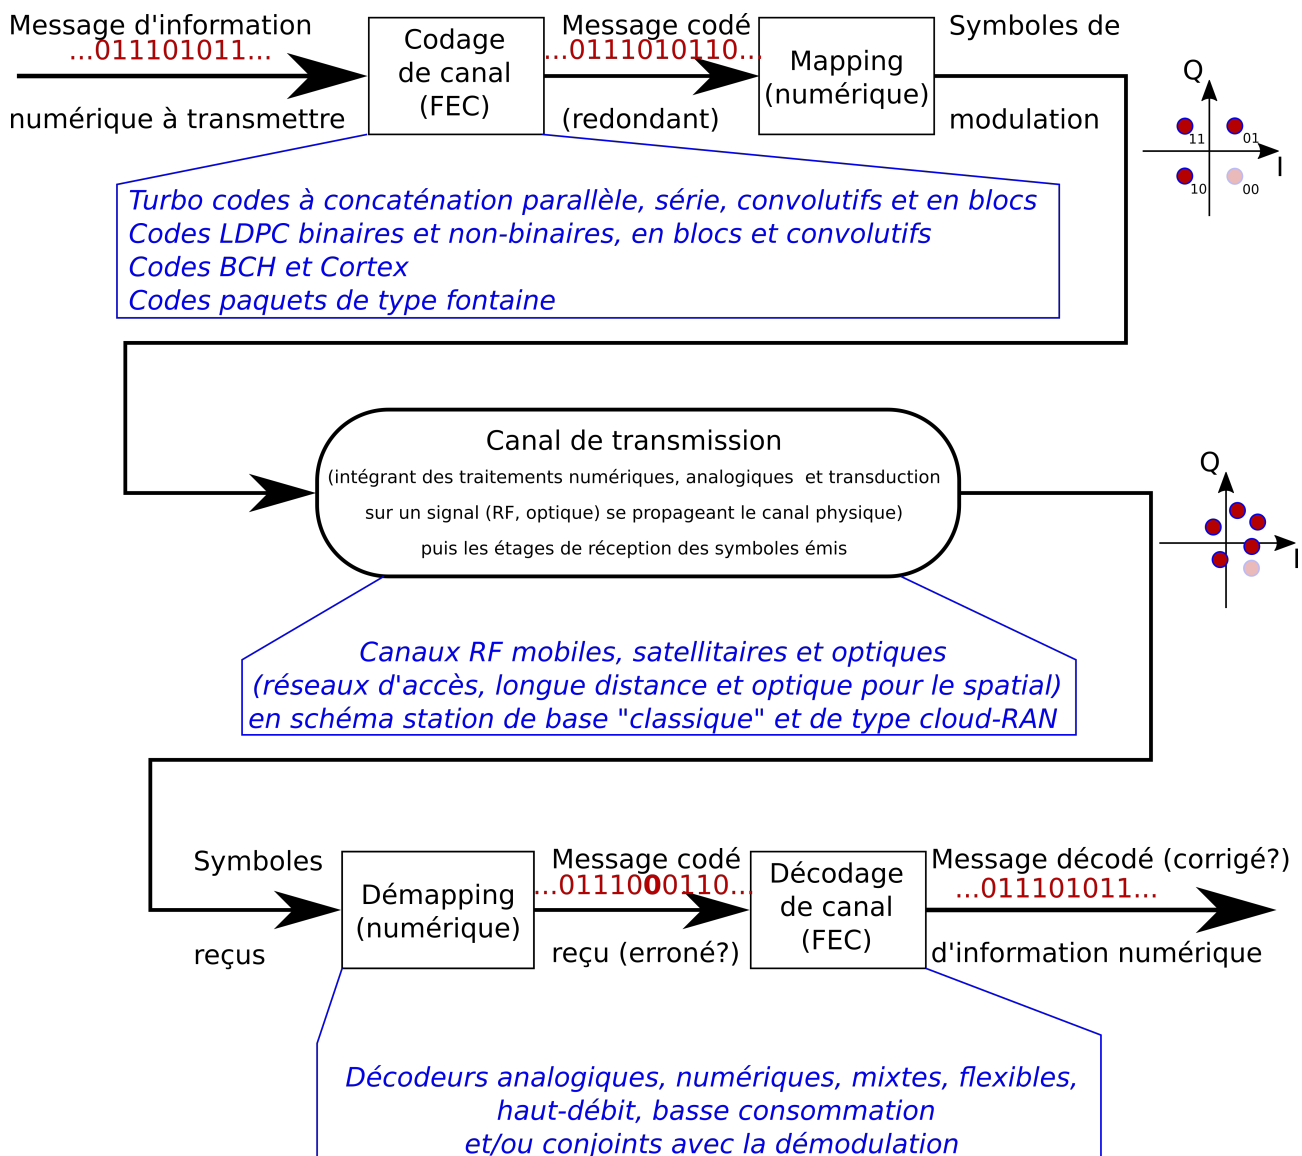 Message d'information
...011101011...
numérique à transmettre
Codage
de canal
(FEC)
Message codé
...0111010110...
(redondant)
Mapping
(numérique)
Symboles de
modulation
Q
I
11
01
10
00
Turbo codes à concaténation parallèle, série, convolutifs et en blocs
Codes LDPC binaires et non-binaires, en blocs et convolutifs
Codes BCH et Cortex
Codes paquets de type fontaine
Canal de transmission
(intégrant des traitements numériques, analogiques et transduction
sur un signal (RF, optique) se propageant le canal physique)
puis les étages de réception des symboles émis
Q
I
Canaux RF mobiles, satellitaires et optiques
(réseaux d'accès, longue distance et optique pour le spatial)
en schéma station de base "classique" et de type cloud-RAN
Symboles
reçus
Démapping
(numérique)
Message codé
...0111000110...
reçu (erroné?)
Décodage
de canal
(FEC)
Message décodé (corrigé?)
...011101011...
d'information numérique
Décodeurs analogiques, numériques, mixtes, flexibles,
haut-débit, basse consommation
et/ou conjoints avec la démodulation